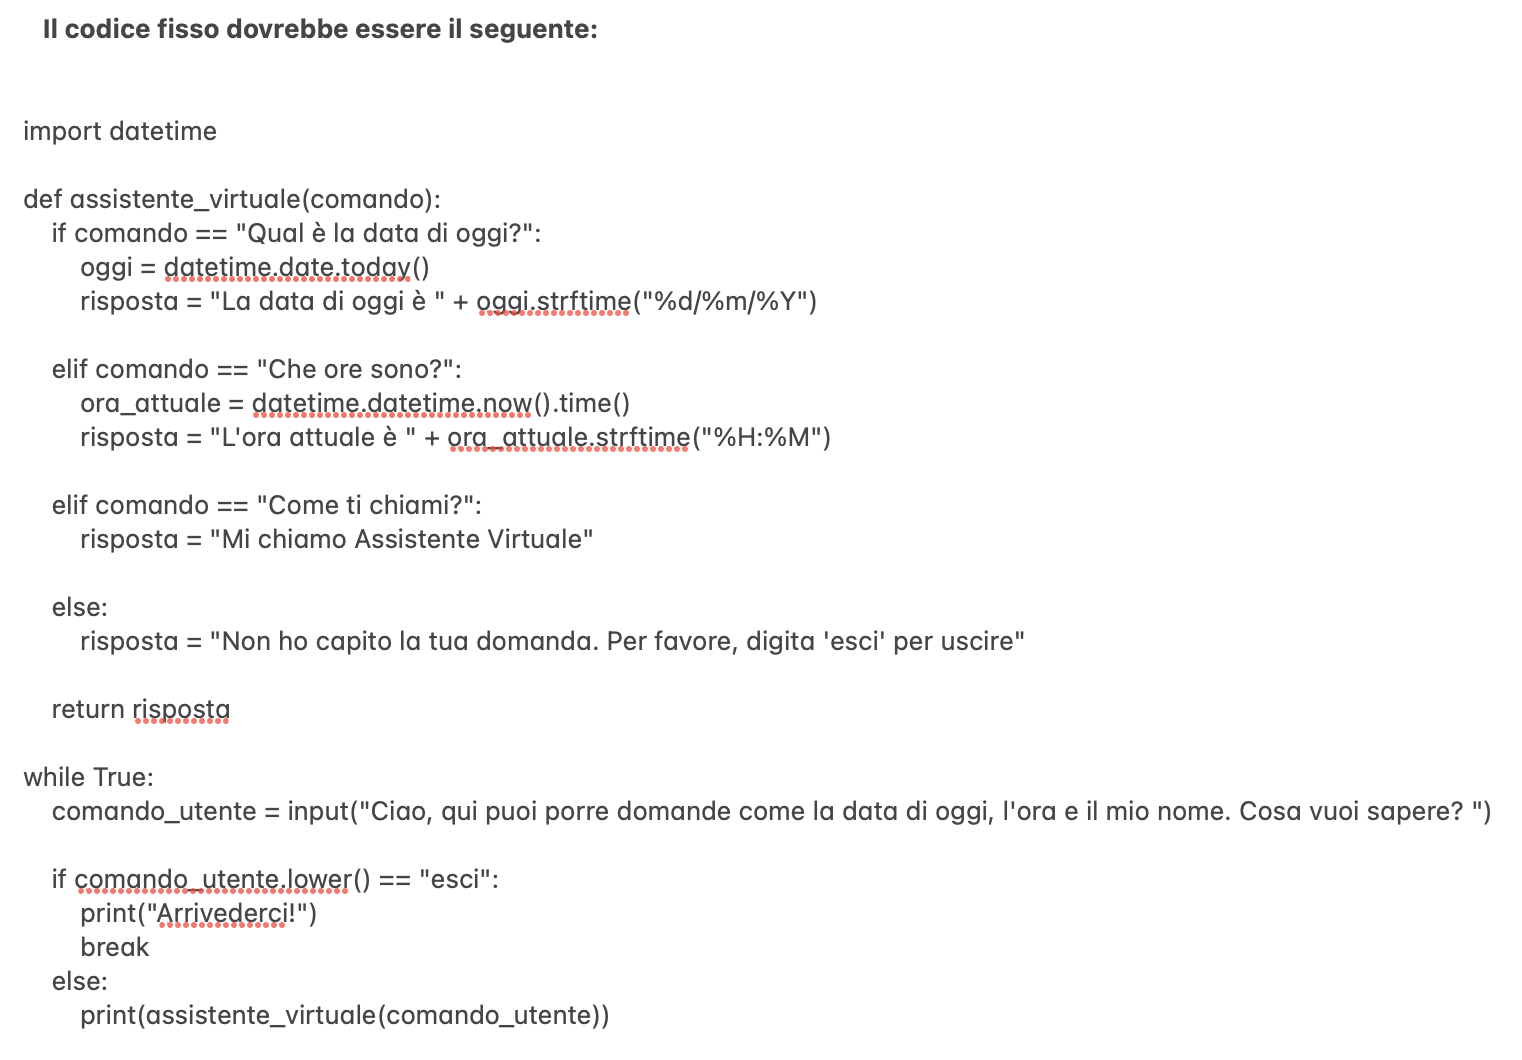 Il codice fisso dovrebbe essere il seguente:
import datetime
def assistente_virtuale(comando):
if comando == "Qual è la data di oggi?":
oggi = datetime.date.today()
risposta = "La data di oggi è " + oggi.strftime("%d/%m/%Y")
elif comando == "Che ore sono?":
ora_attuale = datetime.datetime.now().time()
risposta = "L'ora attuale è " + ora_attuale.strftime("%H:%M")
elif comando == "Come ti chiami?":
risposta = "Mi chiamo Assistente Virtuale"
else:
risposta = "Non ho capito la tua domanda. Per favore, digita 'esci' per uscire"
return risposta
while True:
comando_utente = input("Ciao, qui puoi porre domande come la data di oggi, l'ora e il mio nome. Cosa vuoi sapere? ")
if comando_utente.lower() == "esci":
print("Arrivederci!")
break
else:
print(assistente_virtuale(comando_utente))